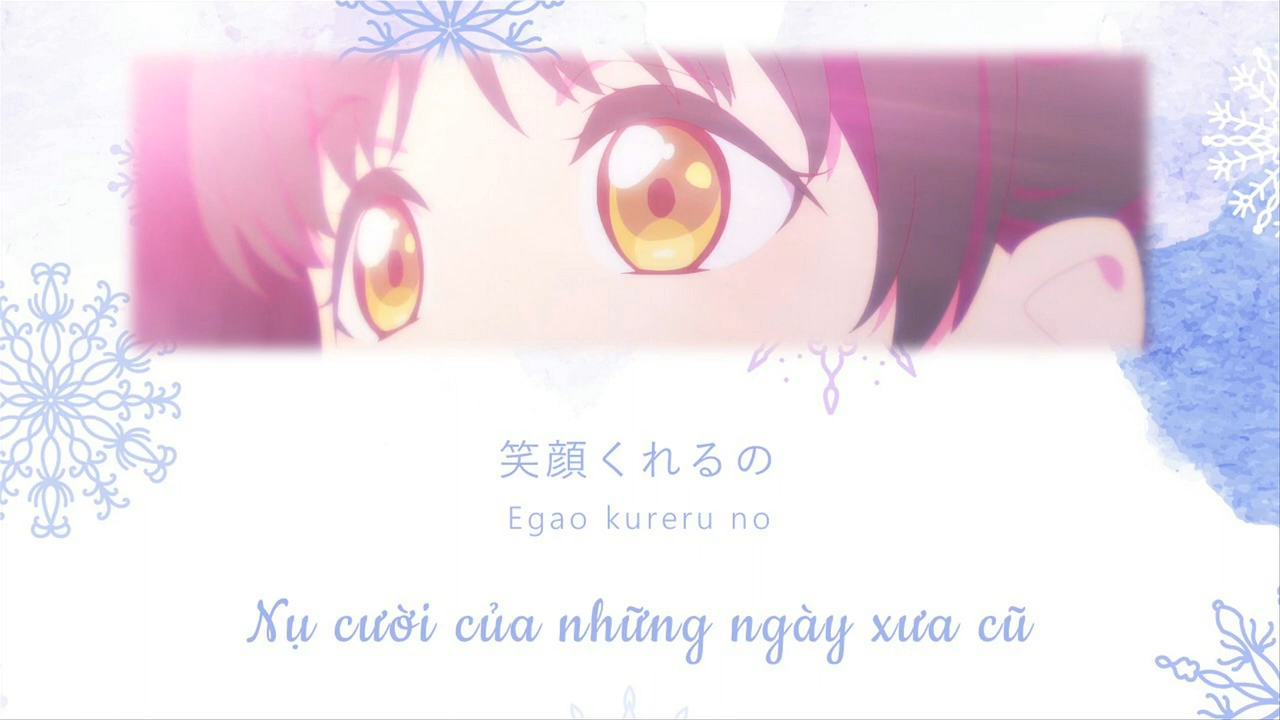 笑顔くれるの
Egao kureru no
Nụ cười của những ngày xưa cũ